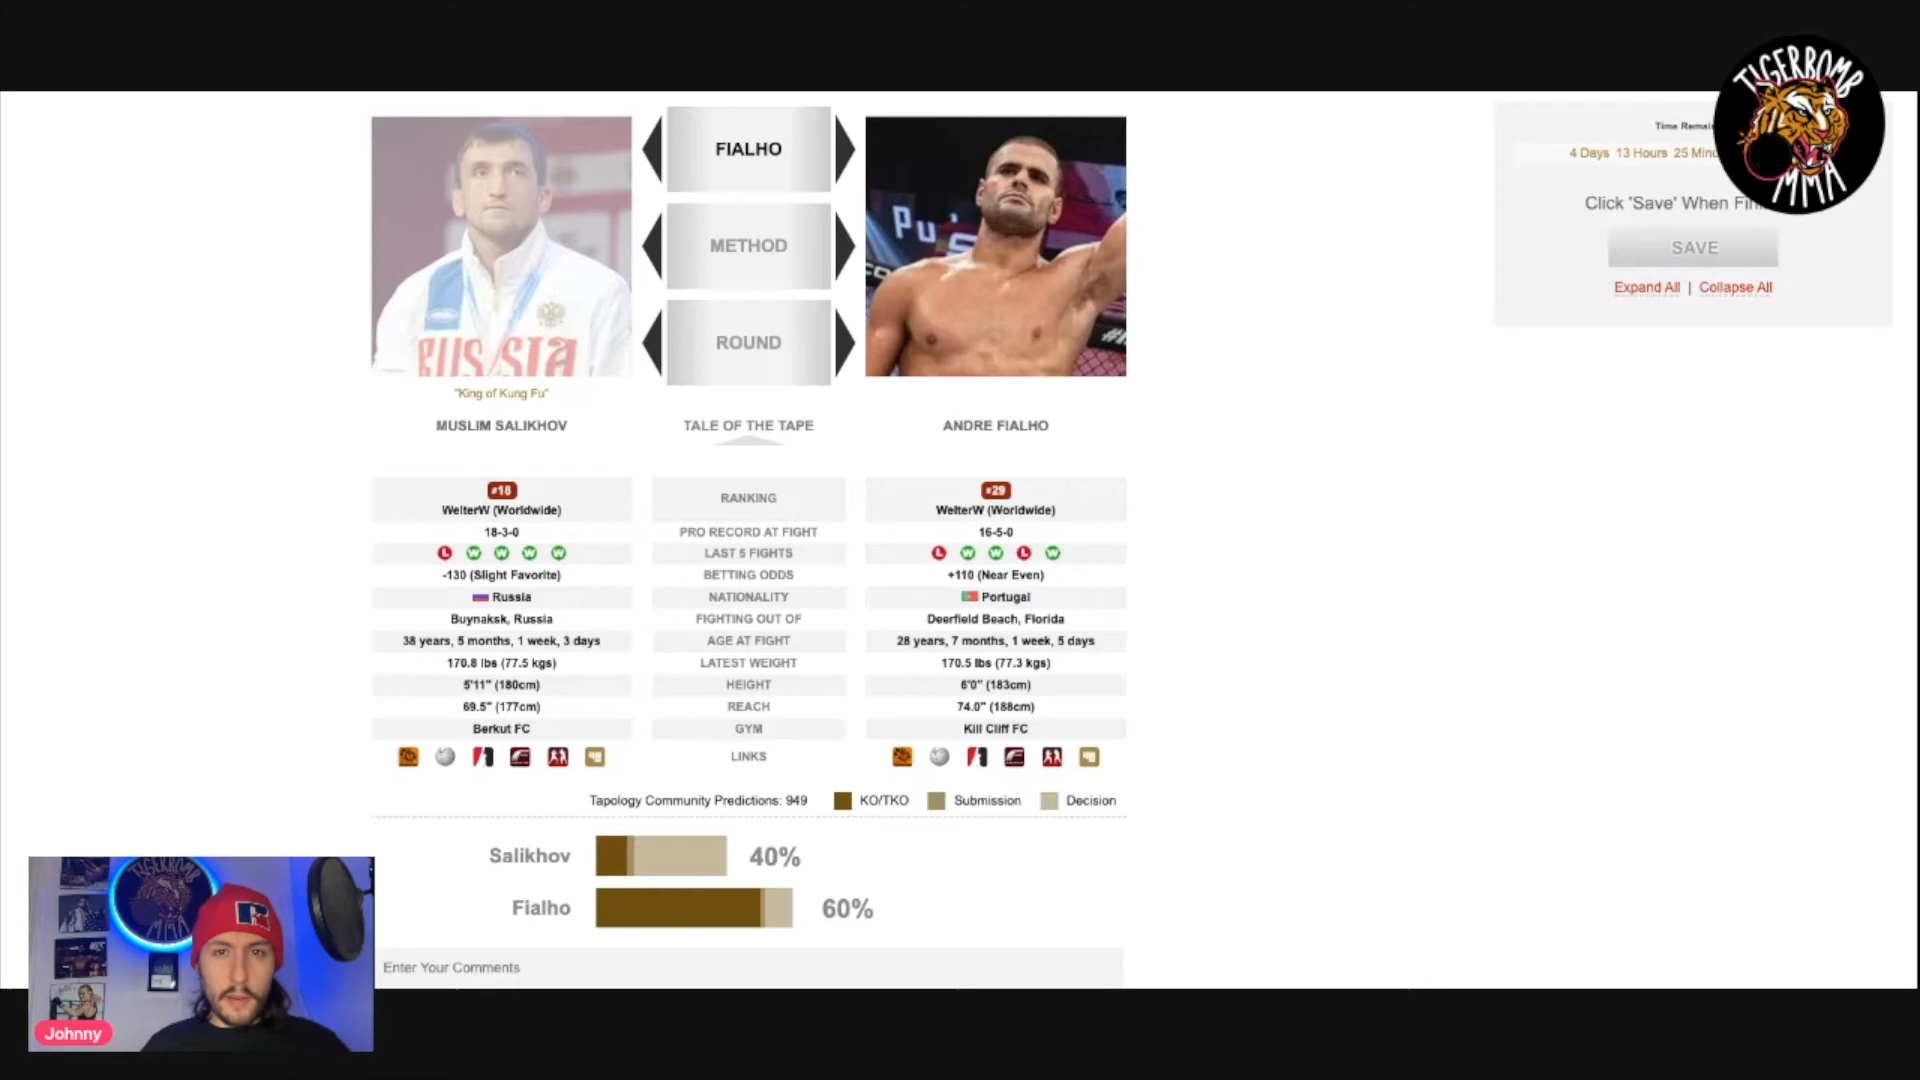 TIGERBOMB
MMA
Time Remai
4 Days 13 Hours 25 Minu
Click 'Save' When Fin
SAVE
Expand All | Collapse All
FIALHO
METHOD
ROUND
Pu
RUSSIA
"King of Kung Fu"
MUSLIM SALIKHOV
TALE OF THE TAPE
ANDRE FIALHO
#18
RANKING
#29
WelterW (Worldwide)
WelterW (Worldwide)
18-3-0
PRO RECORD AT FIGHT
16-5-0
L W W W W
LAST 5 FIGHTS
L W W L W
-130 (Slight Favorite)
BETTING ODDS
+110 (Near Even)
Russia
NATIONALITY
Portugal
Buynaksk, Russia
FIGHTING OUT OF
Deerfield Beach, Florida
38 years, 5 months, 1 week, 3 days
AGE AT FIGHT
28 years, 7 months, 1 week, 5 days
170.8 lbs (77.5 kgs)
LATEST WEIGHT
170.5 lbs (77.3 kgs)
5'11" (180cm)
HEIGHT
6'0" (183cm)
69.5" (177cm)
REACH
74.0" (188cm)
Berkut FC
GYM
Kill Cliff FC
LINKS
Tapology Community Predictions: 949
KO/TKO
Submission
Decision
Salikhov
40%
Fialho
60%
Enter Your Comments
TIGERBOMB
MMA
Johnny